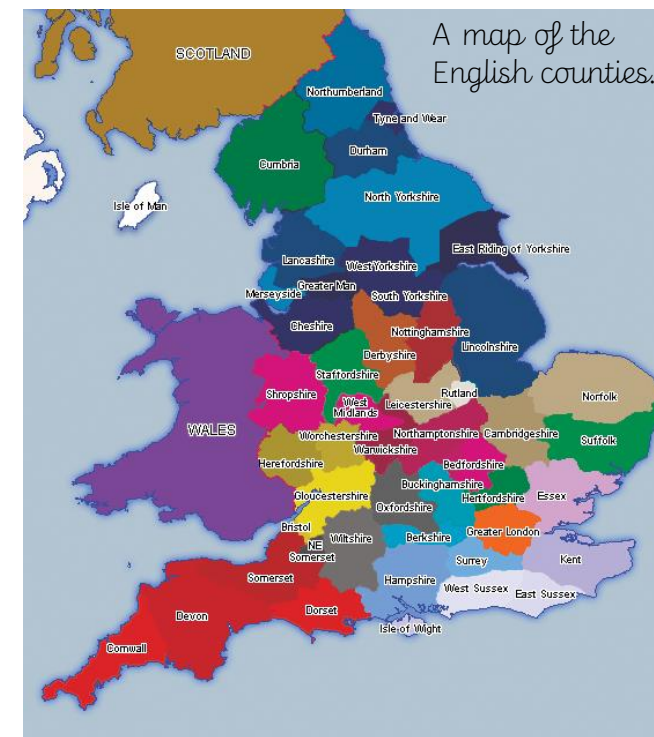 A map of the
English counties.
SCOTLAND
Northumberland
Tyne and Wear
Durham
Cumbria
North Yorkshire
Isle of Man
East Riding of Yorkshire
Lancashire
West Yorkshire
Greater Man
Merseyside
South Yorkshire
Cheshire
Nottinghamshire
Lincolnshire
Derbyshire
Staffordshire
Shropshire
Rutland
Norfolk
West
Midlands
Leicestershire
WALES
Worchestershire
Northamptonshire
Cambridgeshire
Suffolk
Warwickshire
Herefordshire
Bedfordshire
Buckinghamshire
Gloucestershire
Hertfordshire
Essex
Oxfordshire
Bristol
Greater London
Wiltshire
Berkshire
NE
Somerset
Surrey
Kent
Somerset
Hampshire
West Sussex
East Sussex
Devon
Dorset
Isle of Wight
Cornwall